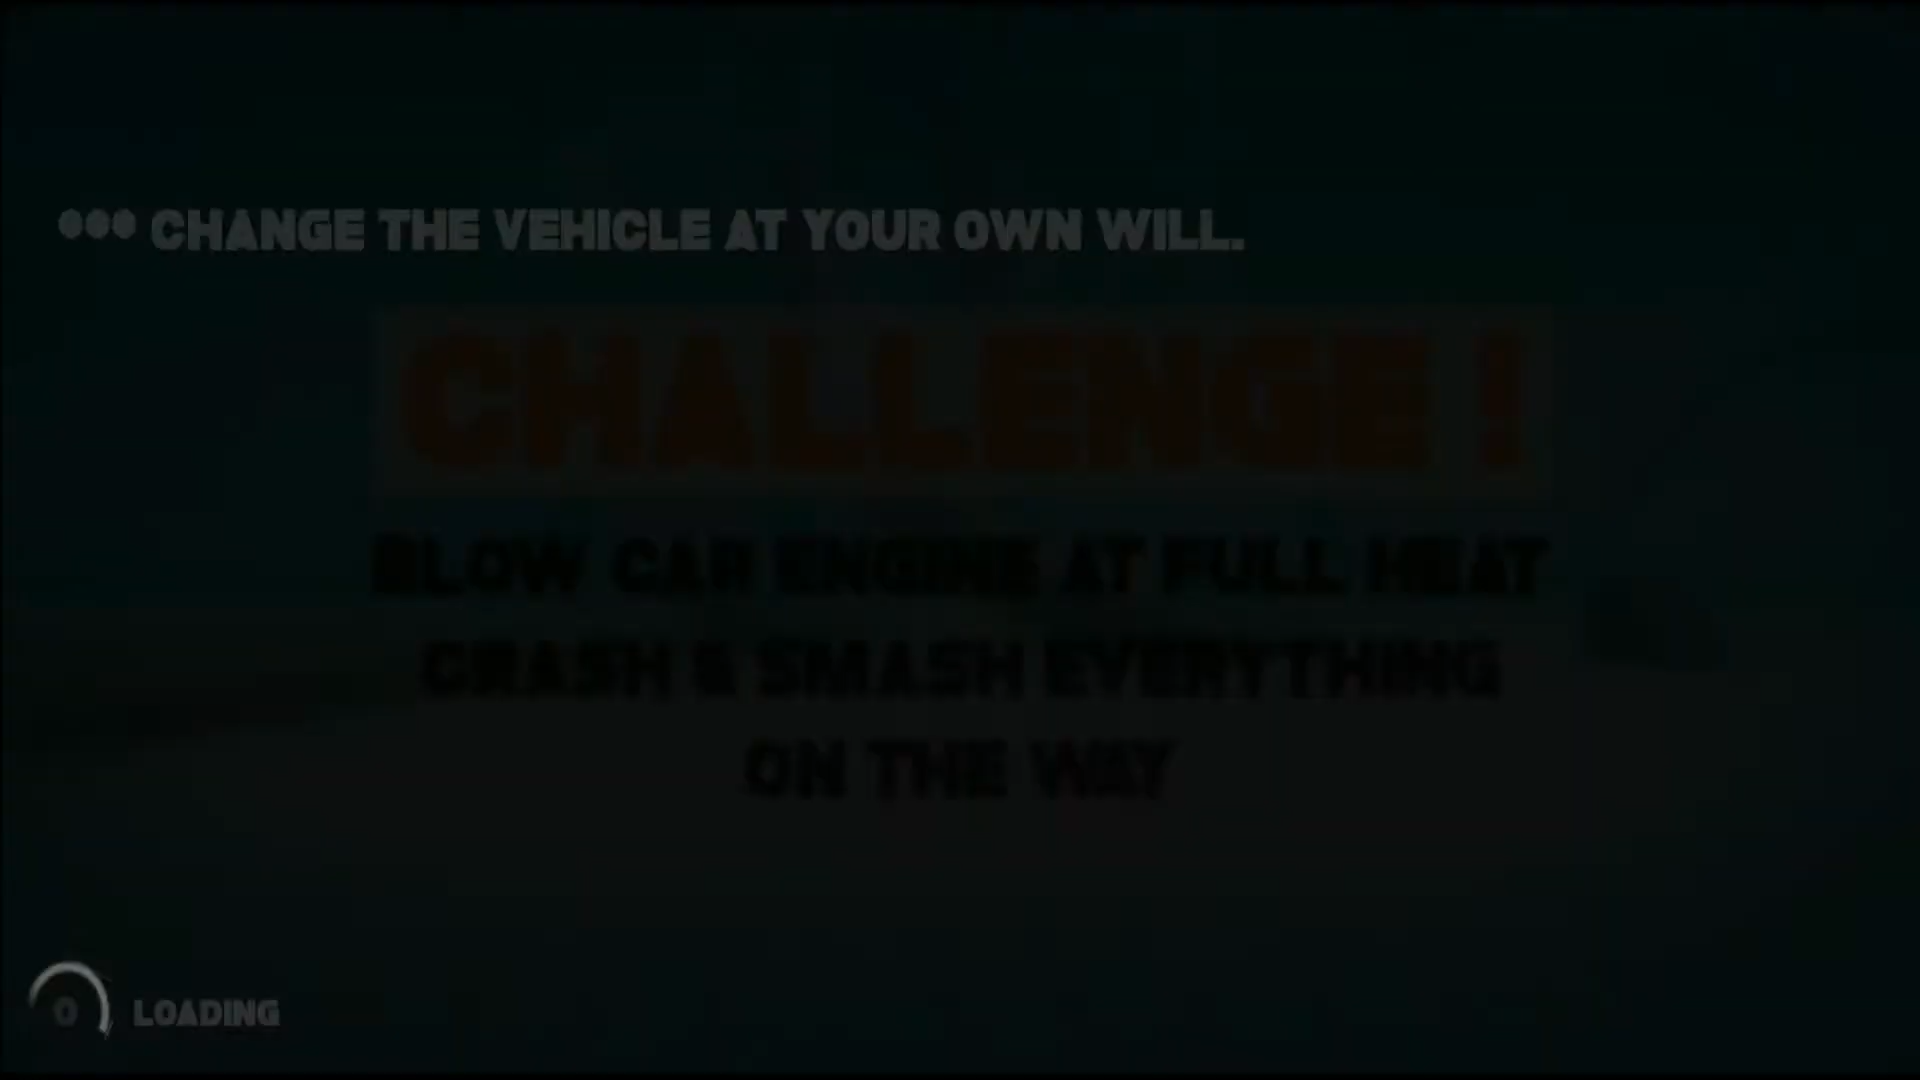 ●●● CHANGE THE VEHICLE AT YOUR OWN WILL.
CHALLENGE !
BLOW CAR ENGINE AT FULL HEAT
CRASH & SMASH EVERYTHING
ON THE WAY
0 LOADING